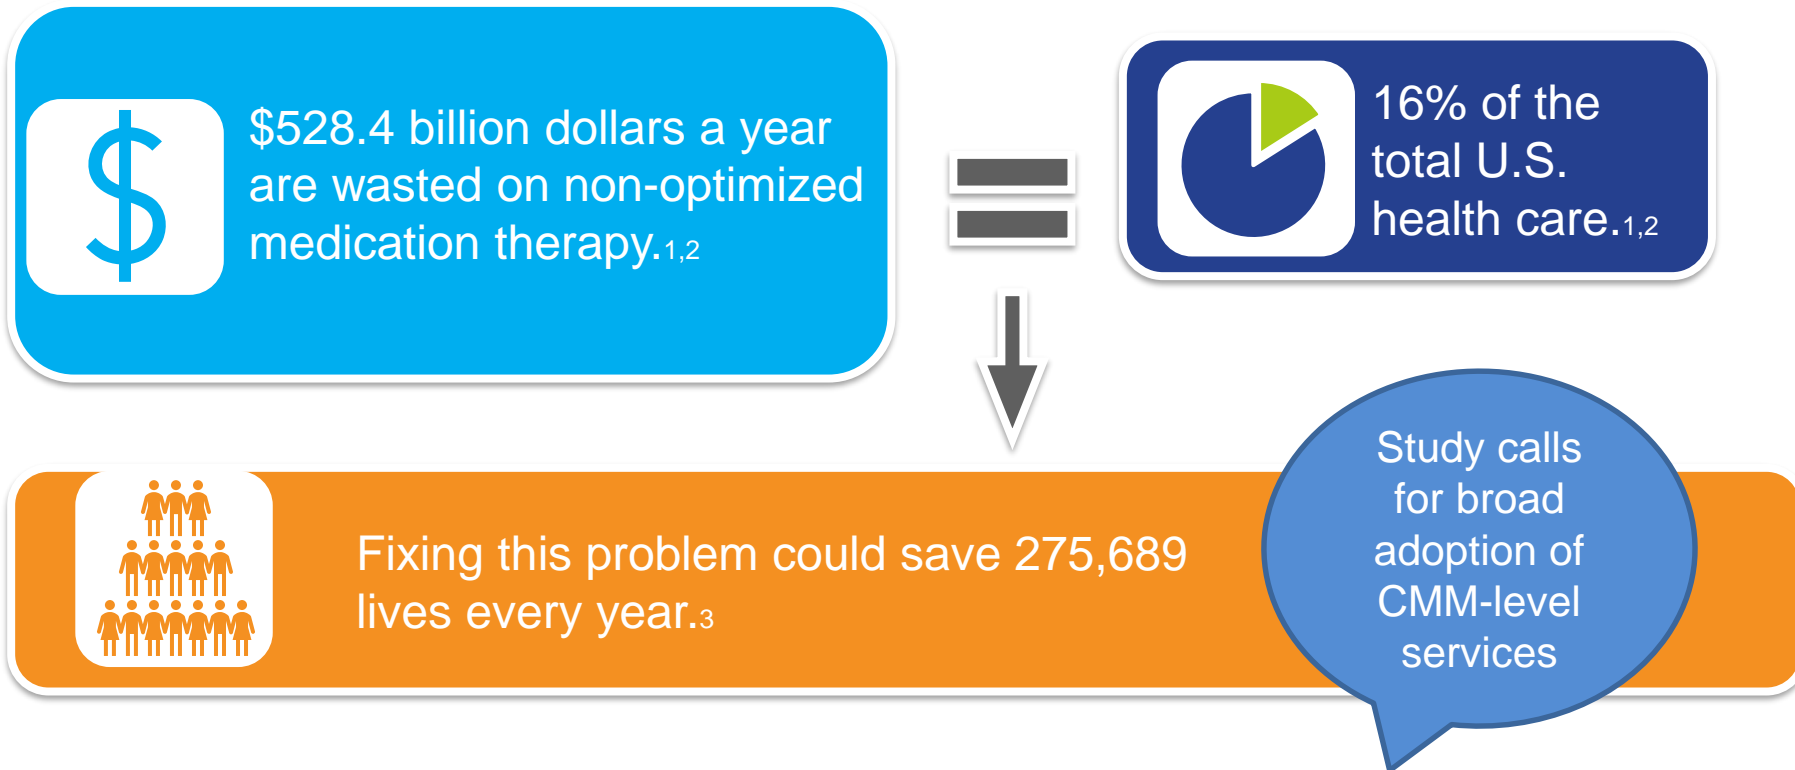 $528.4 billion dollars a year
are wasted on non-optimized
medication therapy.1,2
16% of the
total U.S.
health care.1,2
Fixing this problem could save 275,689
lives every year.3
Study calls
for broad
adoption of
CMM-level
services